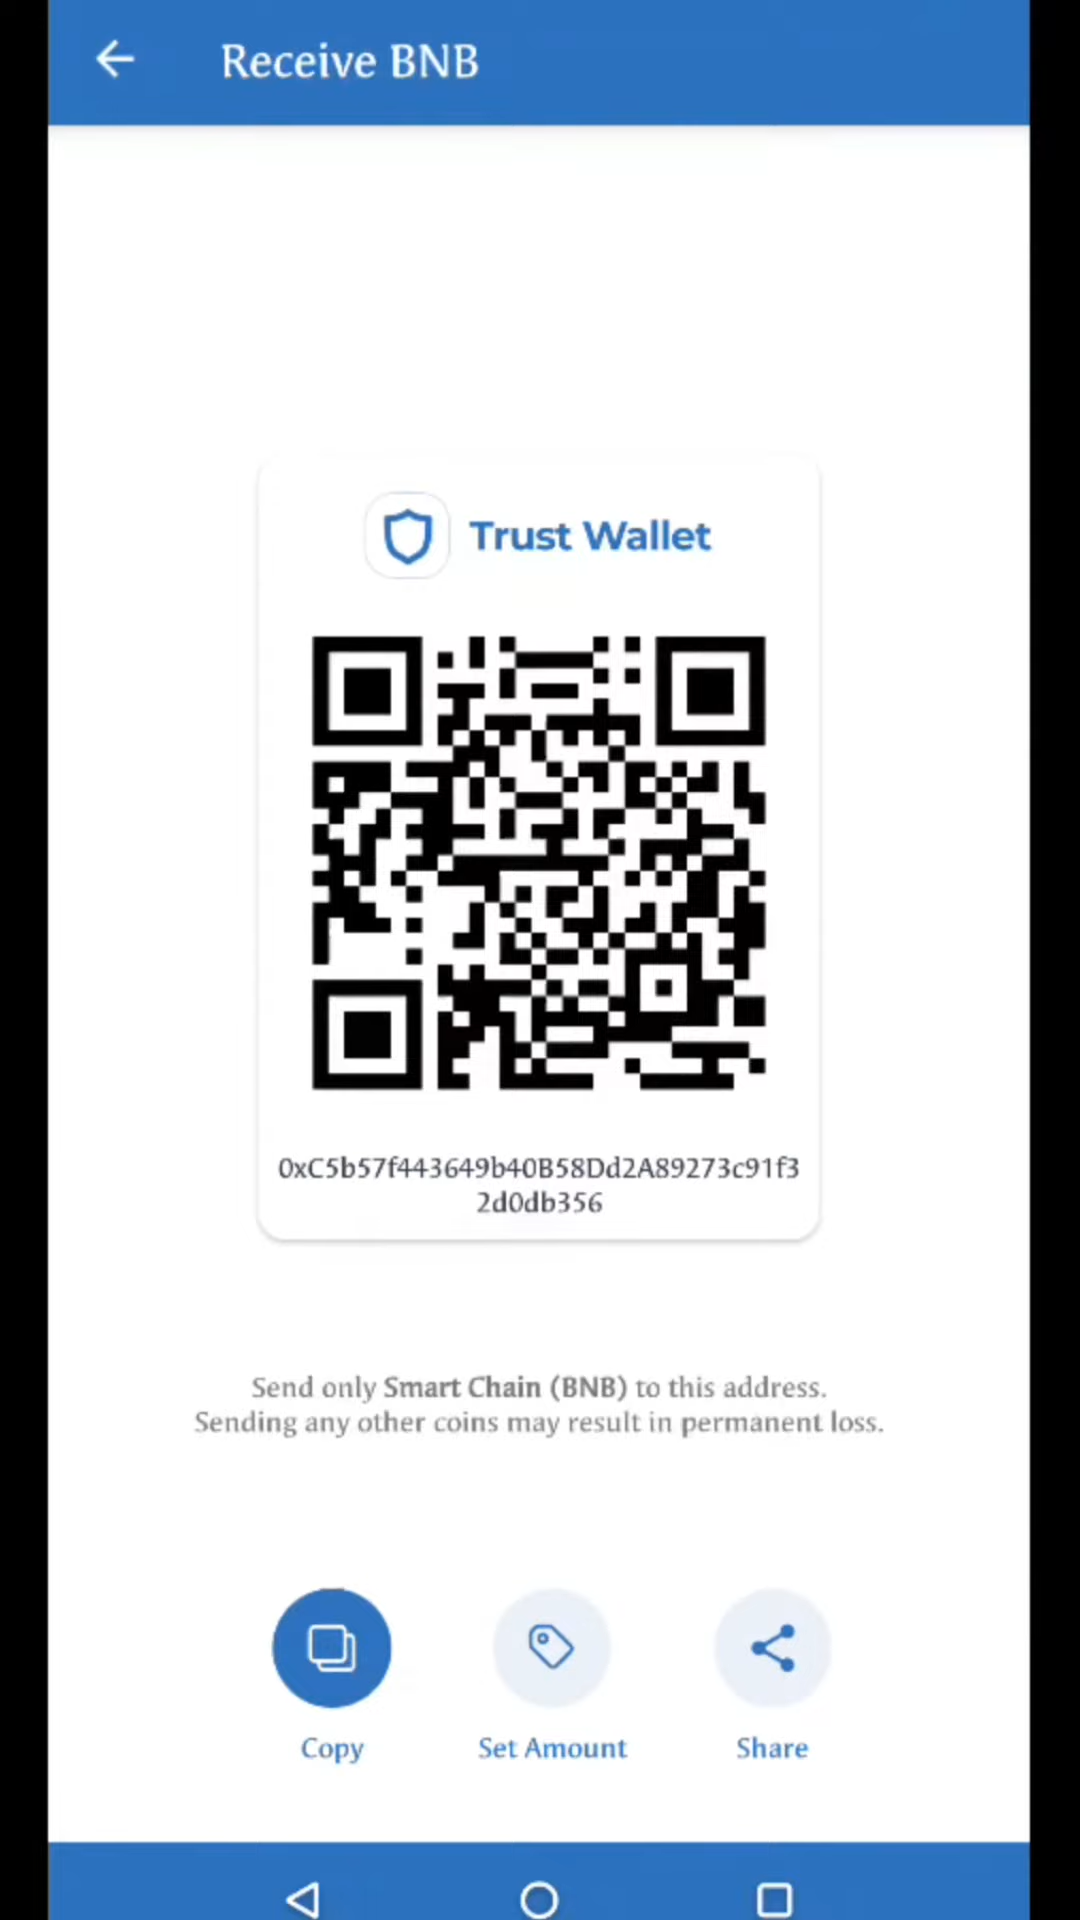 Receive BNB
Trust Wallet
0xC5b57f443649b40B58Dd2A89273c91f3
2d0db356
Send only Smart Chain (BNB) to this address.
Sending any other coins may result in permanent loss.
Copy
Set Amount
Share